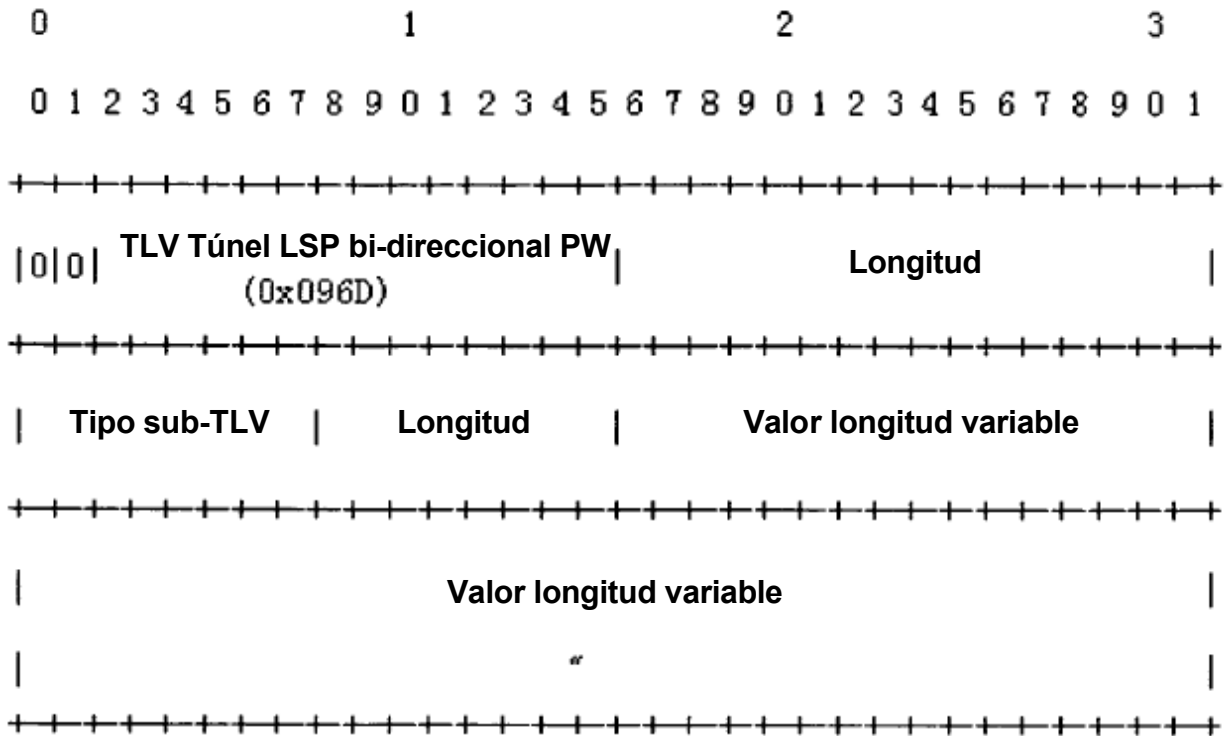 0 1 2 3
0 1 2 3 4 5 6 7 8 9 0 1 2 3 4 5 6 7 8 9 0 1 2 3 4 5 6 7 8 9 0 1
+-+-+-+-+-+-+-+-+-+-+-+-+-+-+-+-+-+-+-+-+-+-+-+-+-+-+-+-+-+-+-+-+
|0|0| TLV Túnel LSP bi-direccional PW | Longitud |
(0x096D)
+-+-+-+-+-+-+-+-+-+-+-+-+-+-+-+-+-+-+-+-+-+-+-+-+-+-+-+-+-+-+-+-+
| Tipo sub-TLV | Longitud | Valor longitud variable |
+-+-+-+-+-+-+-+-+-+-+-+-+-+-+-+-+-+-+-+-+-+-+-+-+-+-+-+-+-+-+-+-+
| Valor longitud variable |
| " |
+-+-+-+-+-+-+-+-+-+-+-+-+-+-+-+-+-+-+-+-+-+-+-+-+-+-+-+-+-+-+-+-+